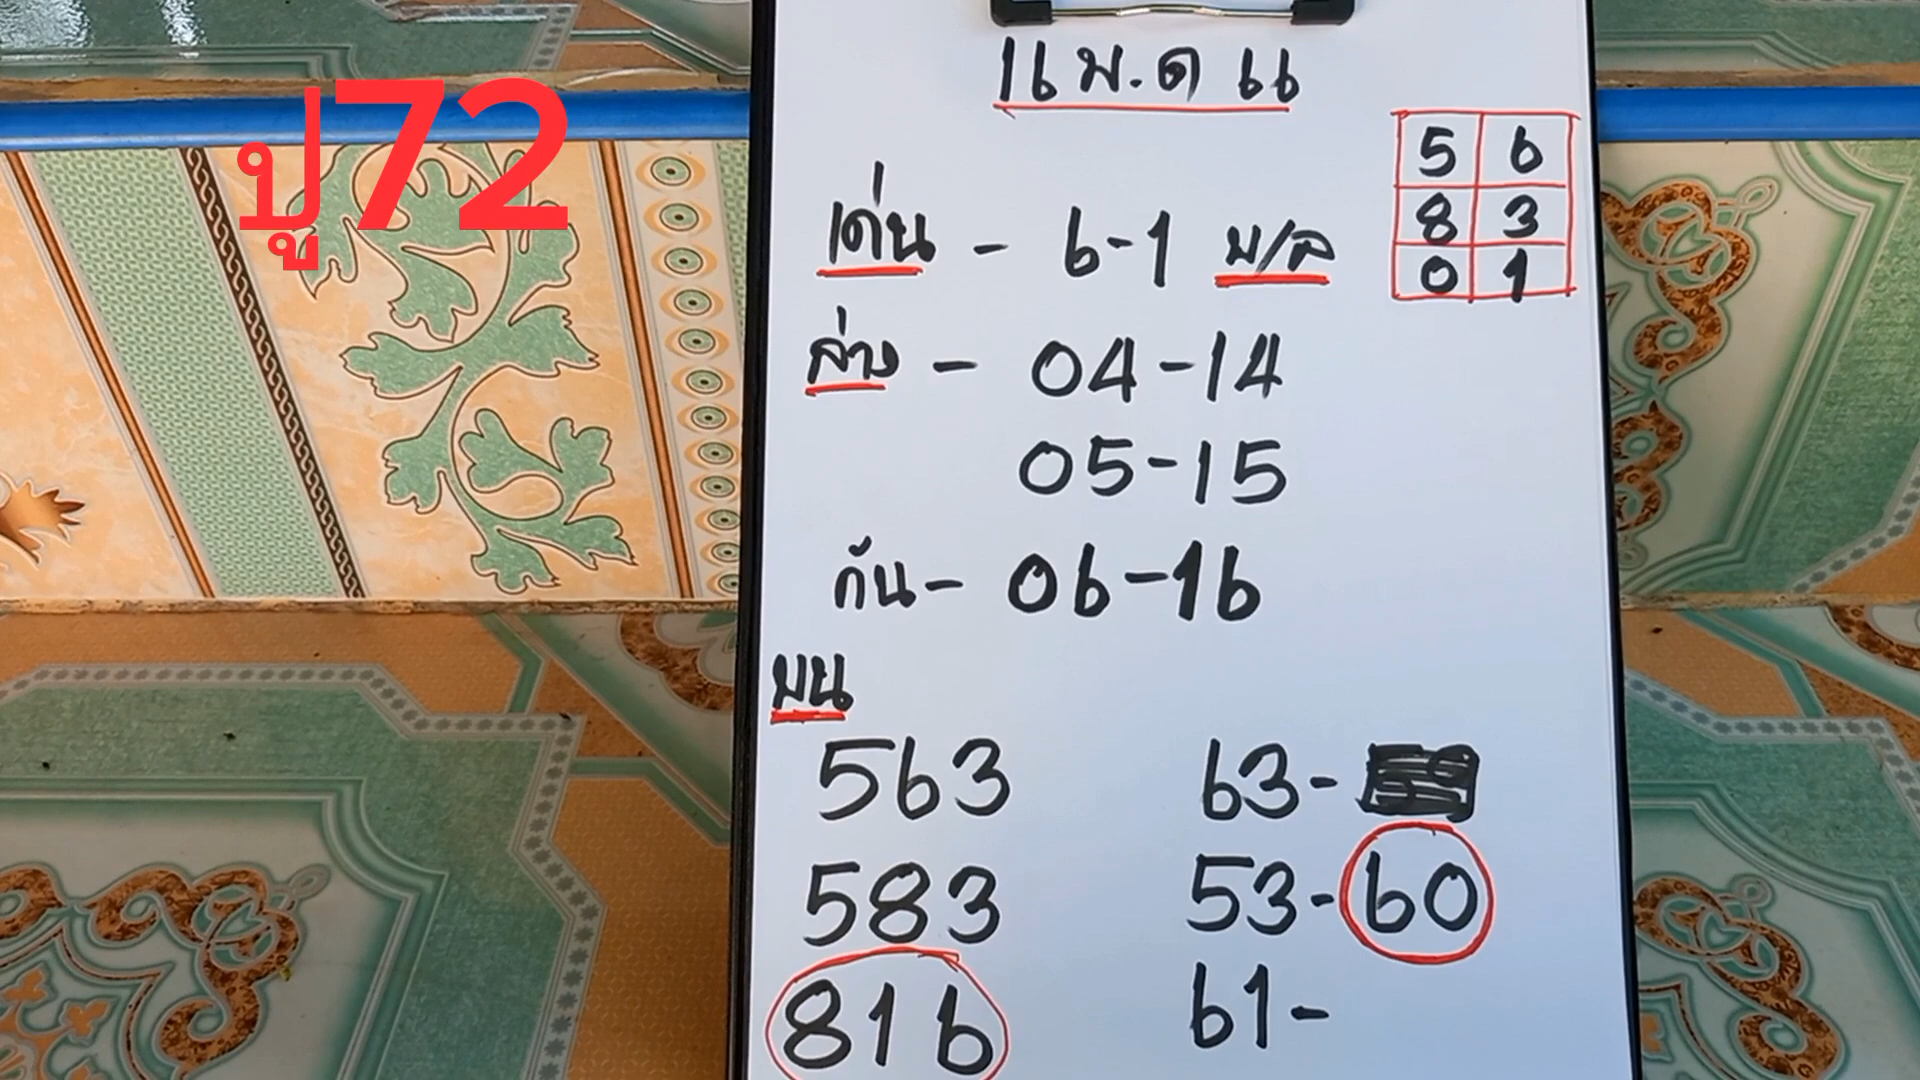 ปู72
16 ม.ค 66
5 6
8 3
0 1
เด่น - 6-1 บ/ล
ล่าง - 04-14
05-15
กัน - 06-16
บน
563 63-
583 53-60
816 61-